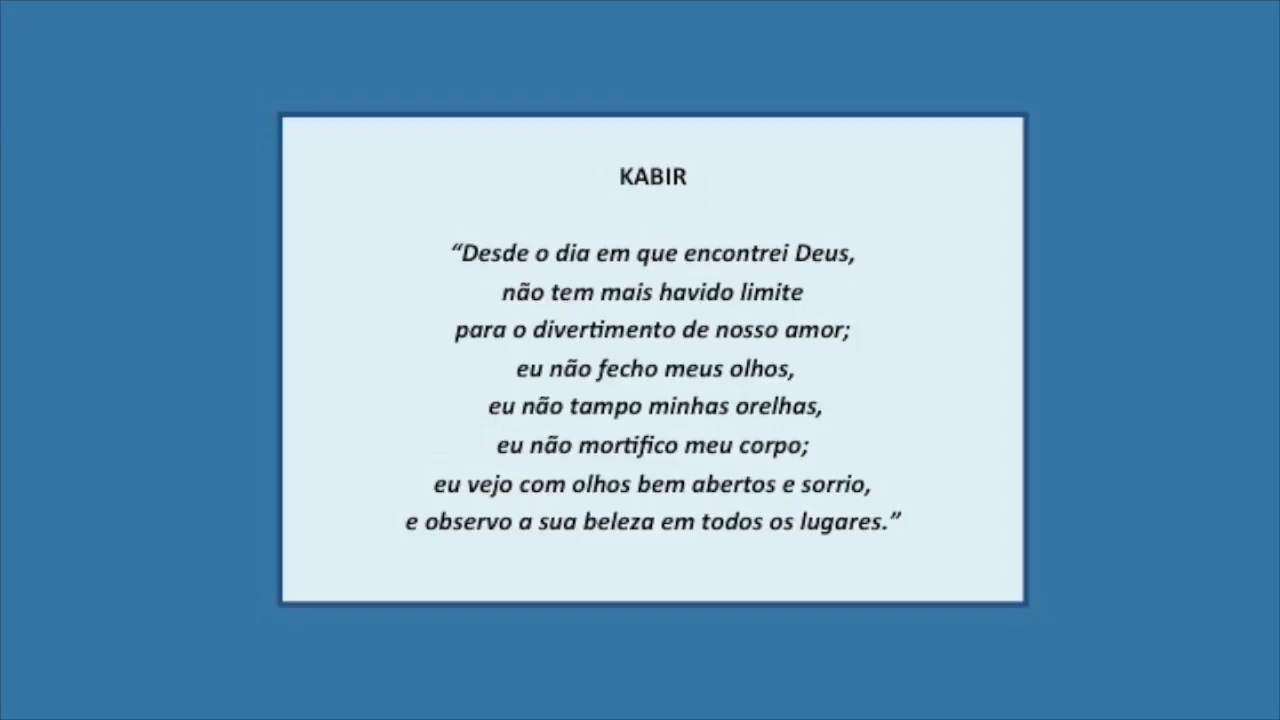 KABIR
“Desde o dia em que encontrei Deus,
não tem mais havido limite
para o divertimento de nosso amor;
eu não fecho meus olhos,
eu não tampo minhas orelhas,
eu não mortifico meu corpo;
eu vejo com olhos bem abertos e sorrio,
e observo a sua beleza em todos os lugares.”